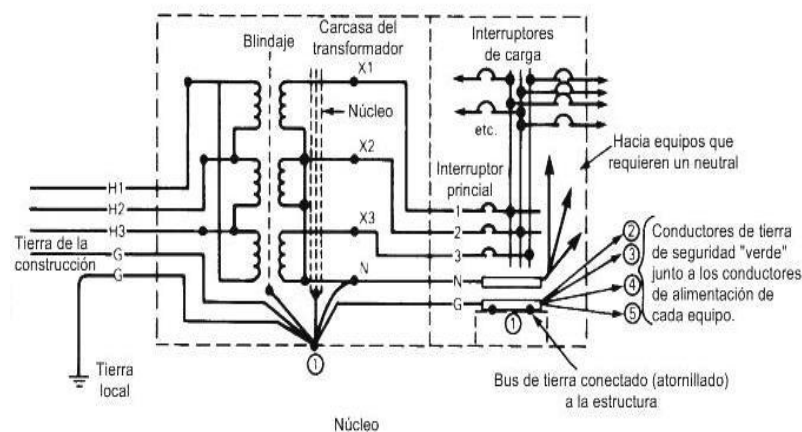 Blindaje
Carcasa del
transformador
Interruptores
de carga
X1
Núcleo
etc.
Hacia equipos que
requieren un neutral
X2
Interruptor
princial
H1
H2
H3
X3
1
2
3
Tierra de la
construcción
G
G
N
N
G
2
3
4
5
Conductores de tierra
de seguridad "verde"
junto a los conductores
de alimentación de
cada equipo.
1
1
Tierra
local
Bus de tierra conectado (atornillado)
a la estructura
Núcleo